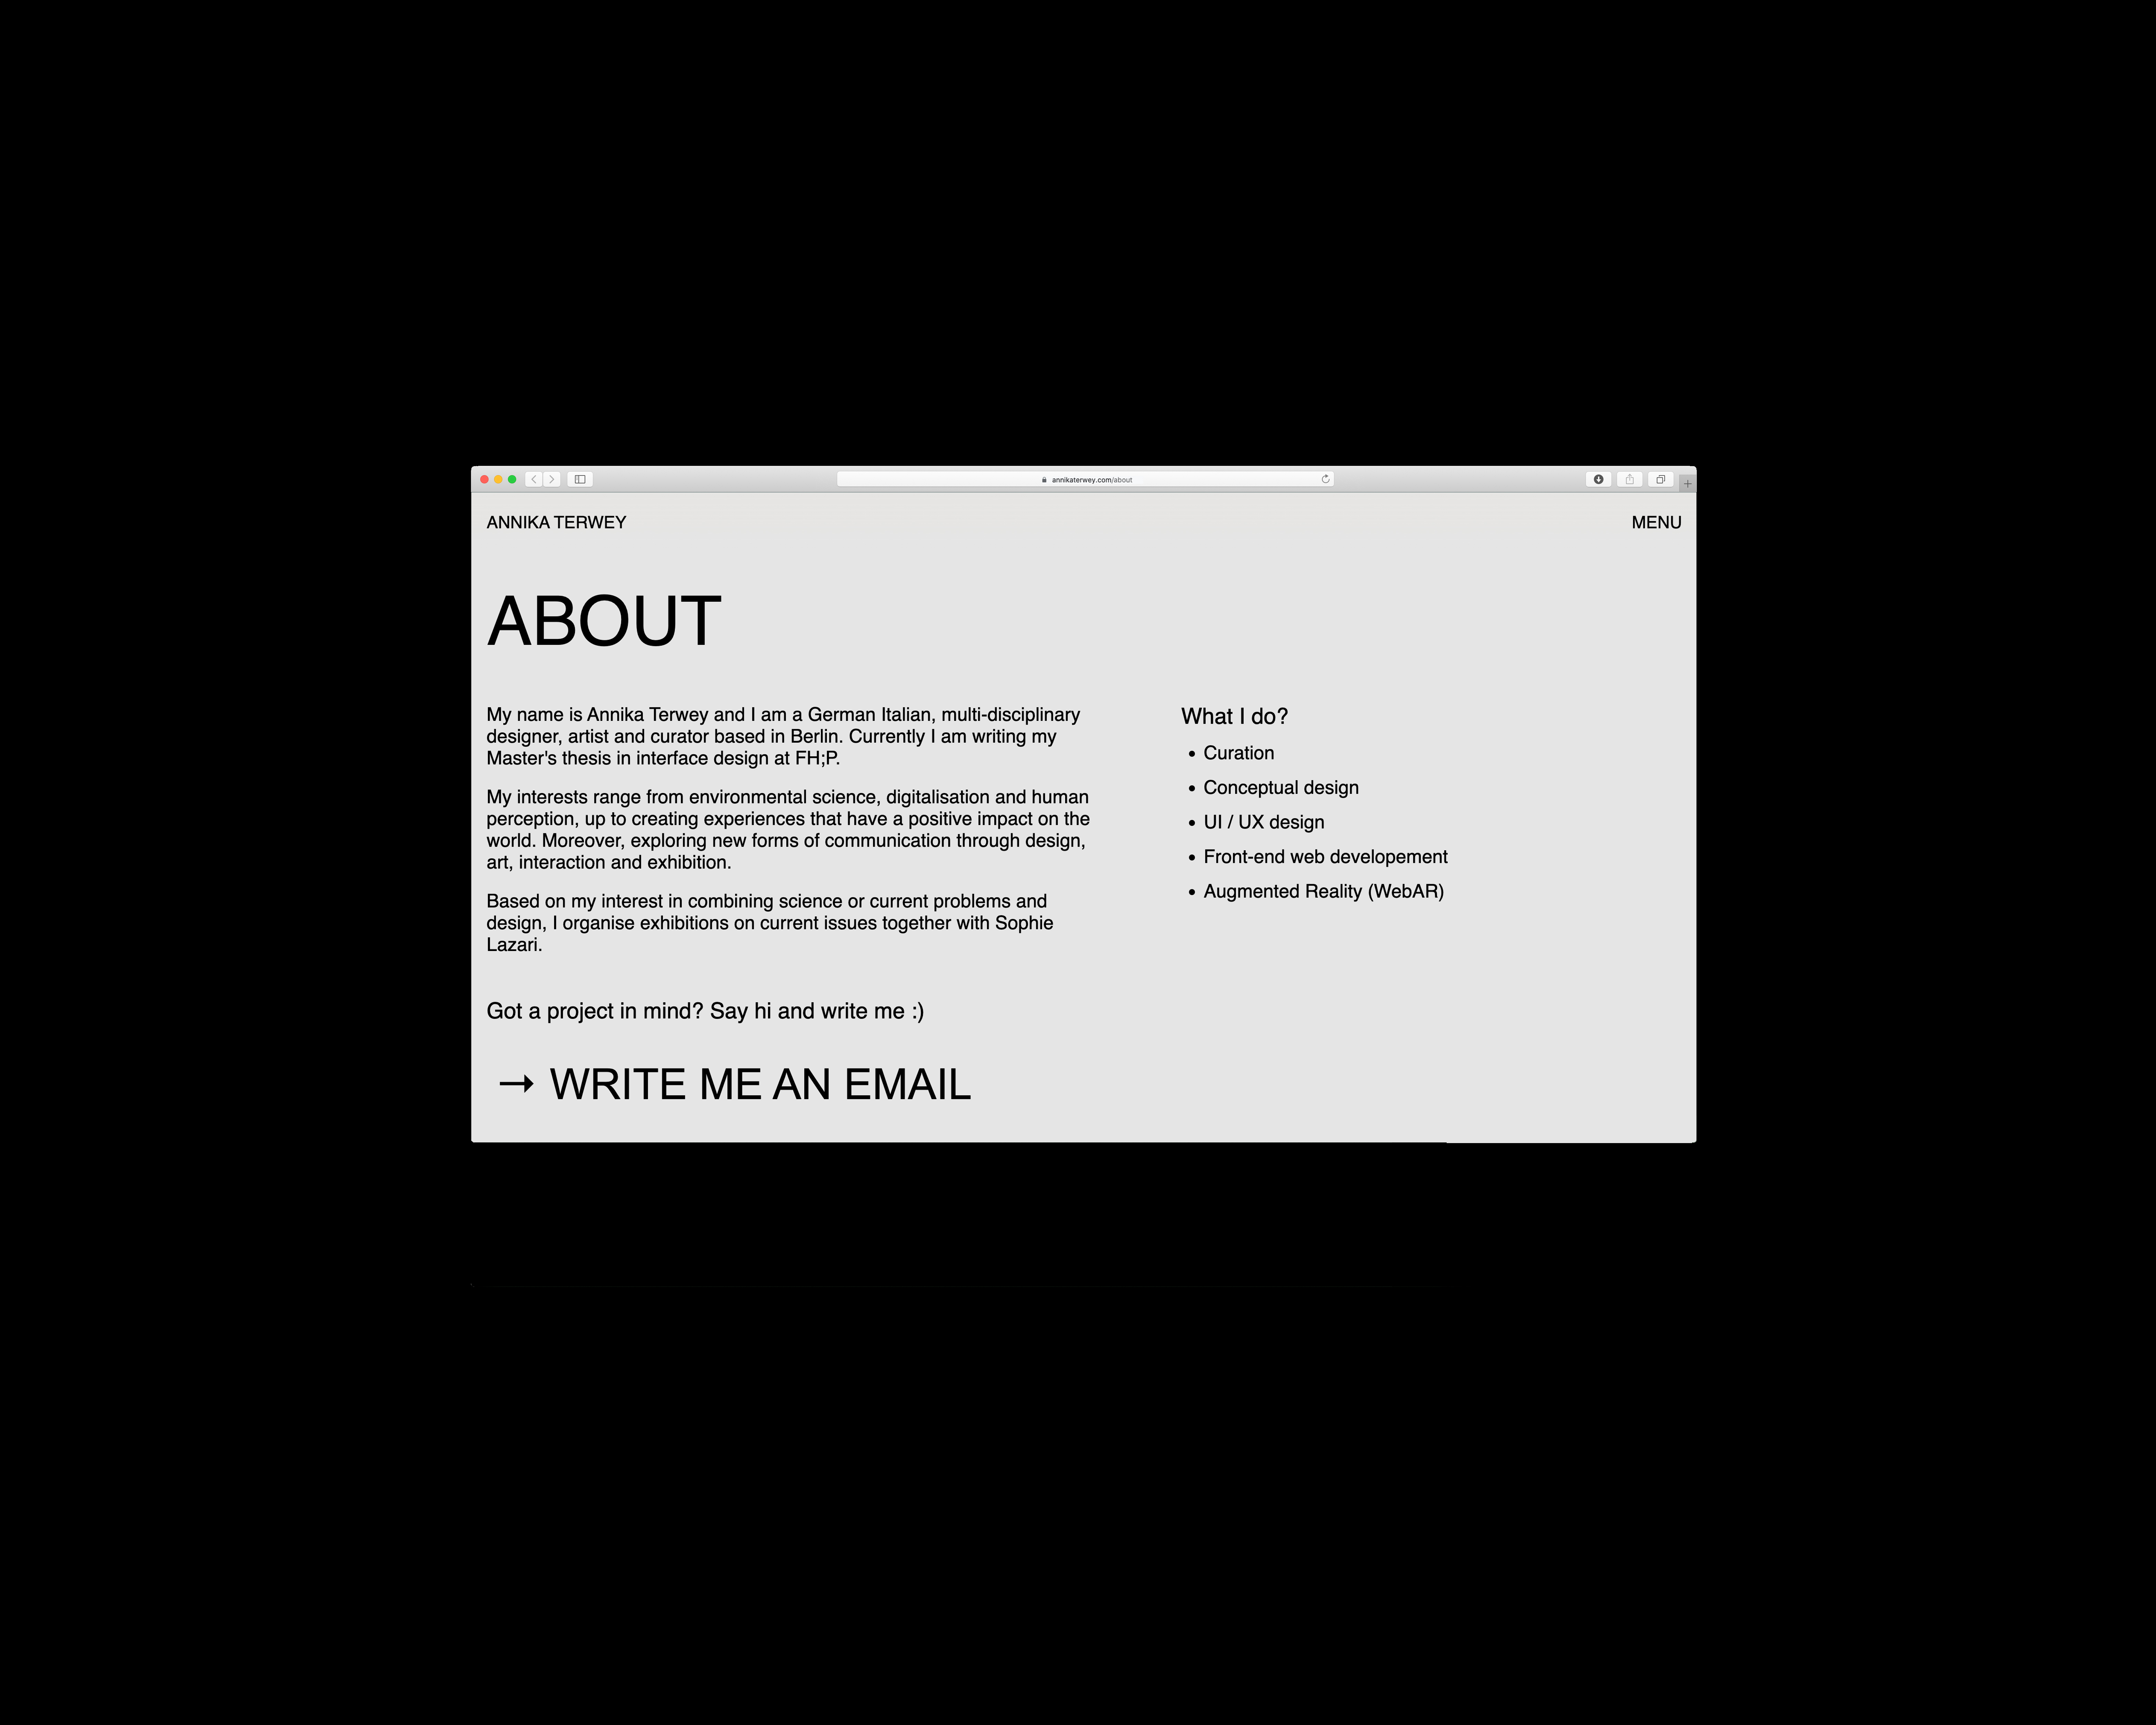 annikaterwey.com/about
ANNIKA TERWEY
MENU
ABOUT
My name is Annika Terwey and I am a German Italian, multi-disciplinary
designer, artist and curator based in Berlin. Currently I am writing my
Master's thesis in interface design at FH;P.
My interests range from environmental science, digitalisation and human
perception, up to creating experiences that have a positive impact on the
world. Moreover, exploring new forms of communication through design,
art, interaction and exhibition.
Based on my interest in combining science or current problems and
design, I organise exhibitions on current issues together with Sophie
Lazari.
Got a project in mind? Say hi and write me :)
→ WRITE ME AN EMAIL
What I do?
• Curation
• Conceptual design
• UI / UX design
• Front-end web developement
• Augmented Reality (WebAR)